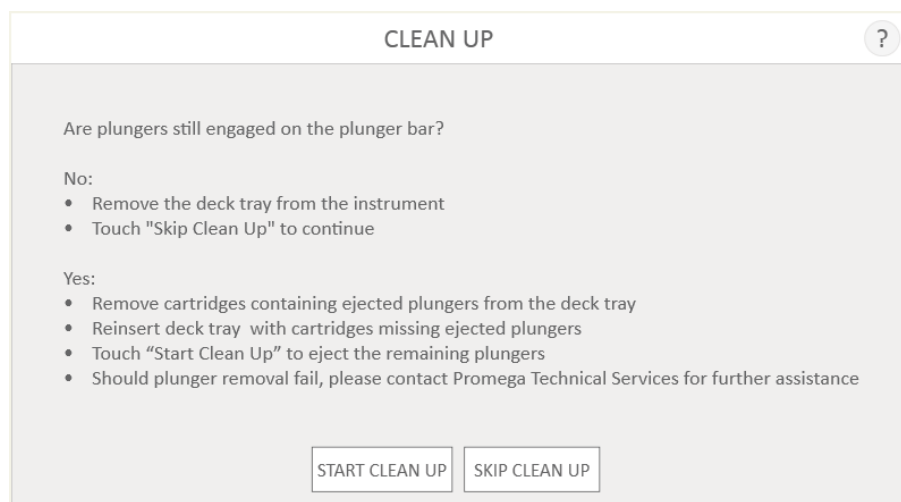 CLEAN UP
?
Are plungers still engaged on the plunger bar?
No:
• Remove the deck tray from the instrument
• Touch "Skip Clean Up" to continue
Yes:
• Remove cartridges containing ejected plungers from the deck tray
• Reinsert deck tray  with cartridges missing ejected plungers
• Touch “Start Clean Up” to eject the remaining plungers
• Should plunger removal fail, please contact Promega Technical Services for further assistance
START CLEAN UP
SKIP CLEAN UP